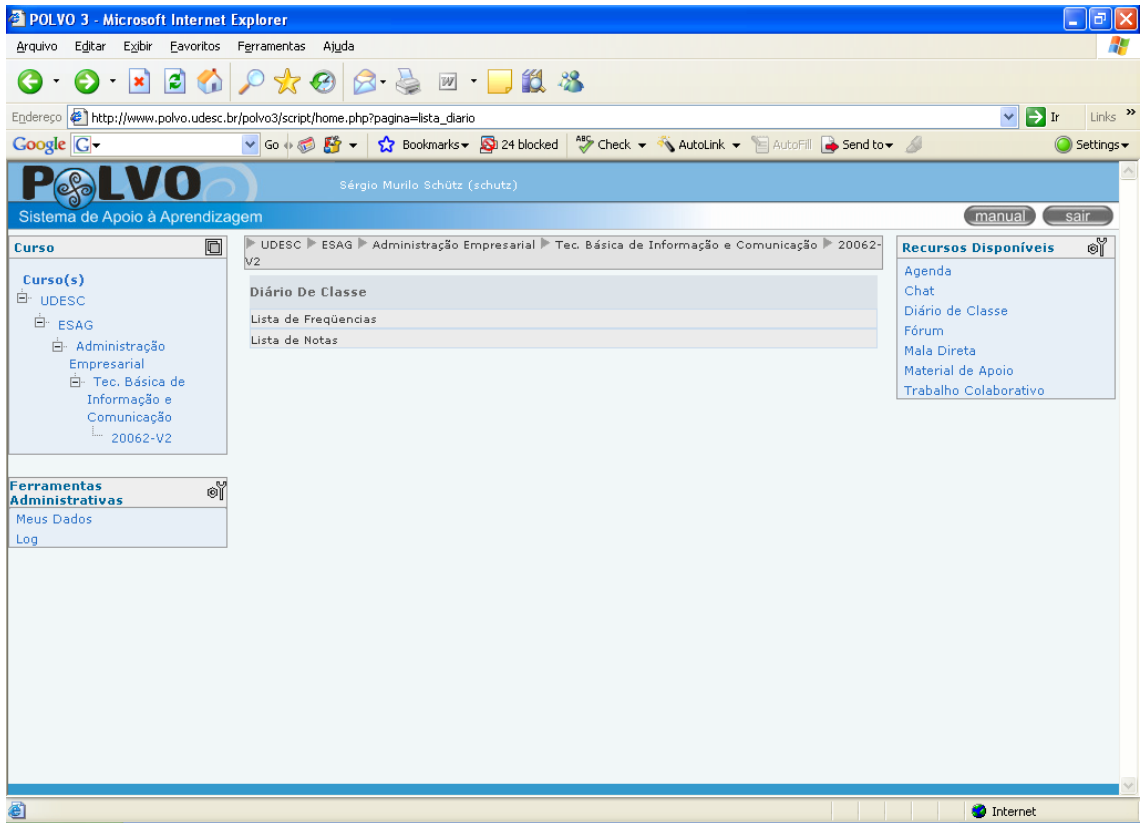 POLVO 3 - Microsoft Internet Explorer
Arquivo Editar Exibir Favoritos Ferramentas Ajuda
Endereço http://www.polvo.udesc.br/polvo3/script/home.php?pagina=lista_diario Ir Links »
Google G Go Bookmarks 24 blocked ABC Check AutoLink AutoFill Send to Settings
POLVO
Sérgio Murilo Schütz (schutz)
Sistema de Apoio à Aprendizagem
manual sair
Curso
Curso(s)
UDESC
ESAG
Administração
Empresarial
Tec. Básica de
Informação e
Comunicação
20062-V2
Ferramentas
Administrativas
Meus Dados
Log
UDESC ESAG Administração Empresarial Tec. Básica de Informação e Comunicação 20062-
V2
Diário De Classe
Lista de Freqüencias
Lista de Notas
Recursos Disponíveis
Agenda
Chat
Diário de Classe
Fórum
Mala Direta
Material de Apoio
Trabalho Colaborativo
Internet